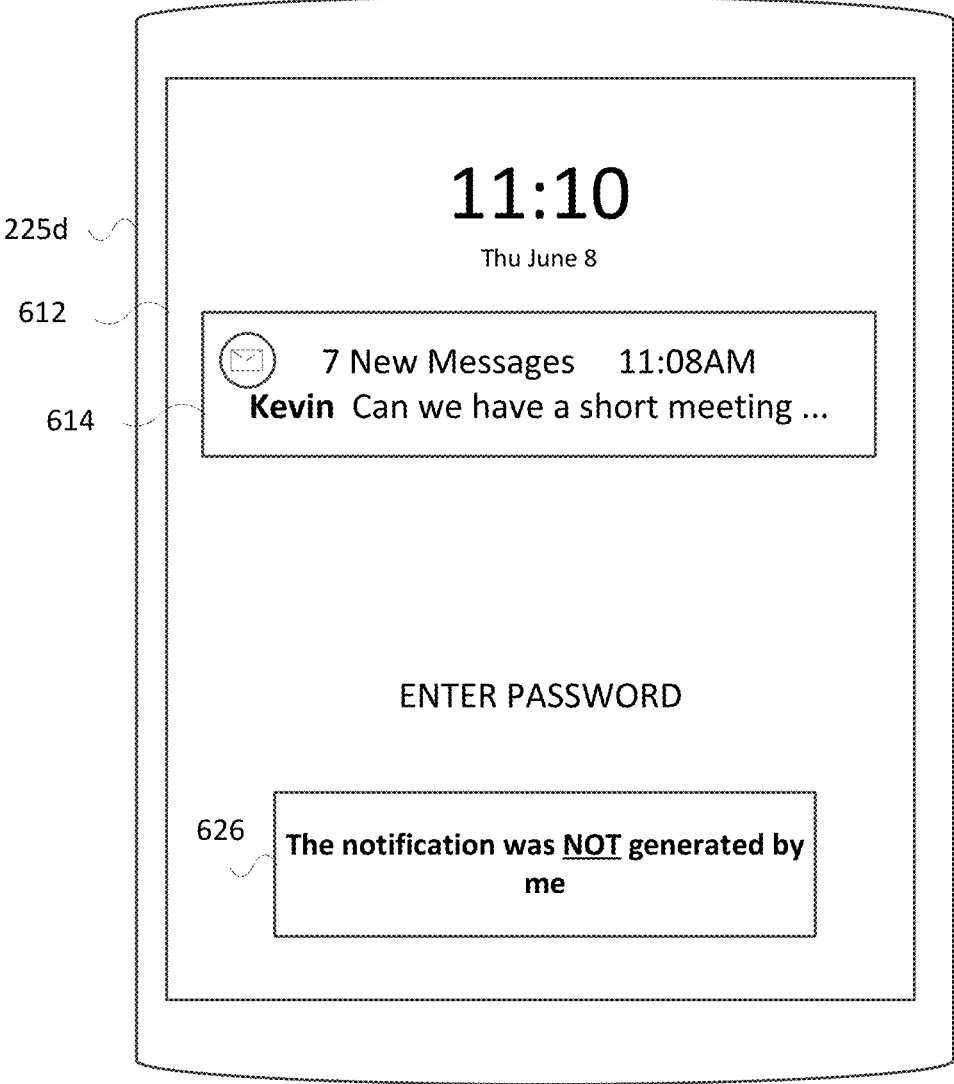 11:10
225d
Thu June 8
612
7 New Messages 11:08AM
Kevin Can we have a short meeting ...
614
ENTER PASSWORD
626
The notification was NOT generated by
me